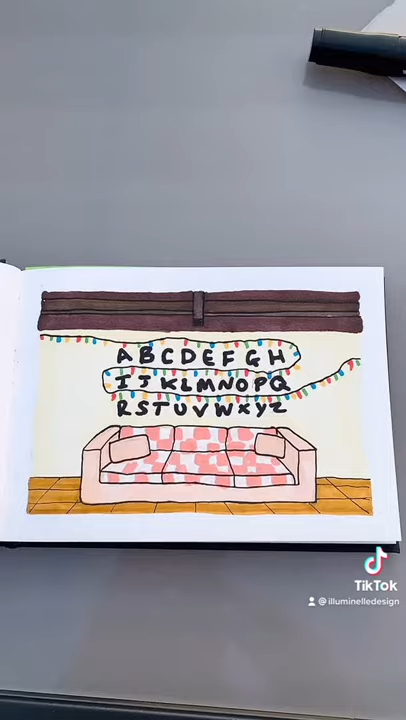 ABCDEFGH
IJKLMNOPQ
RSTUVWXYZ
TikTok
@illuminelledesign